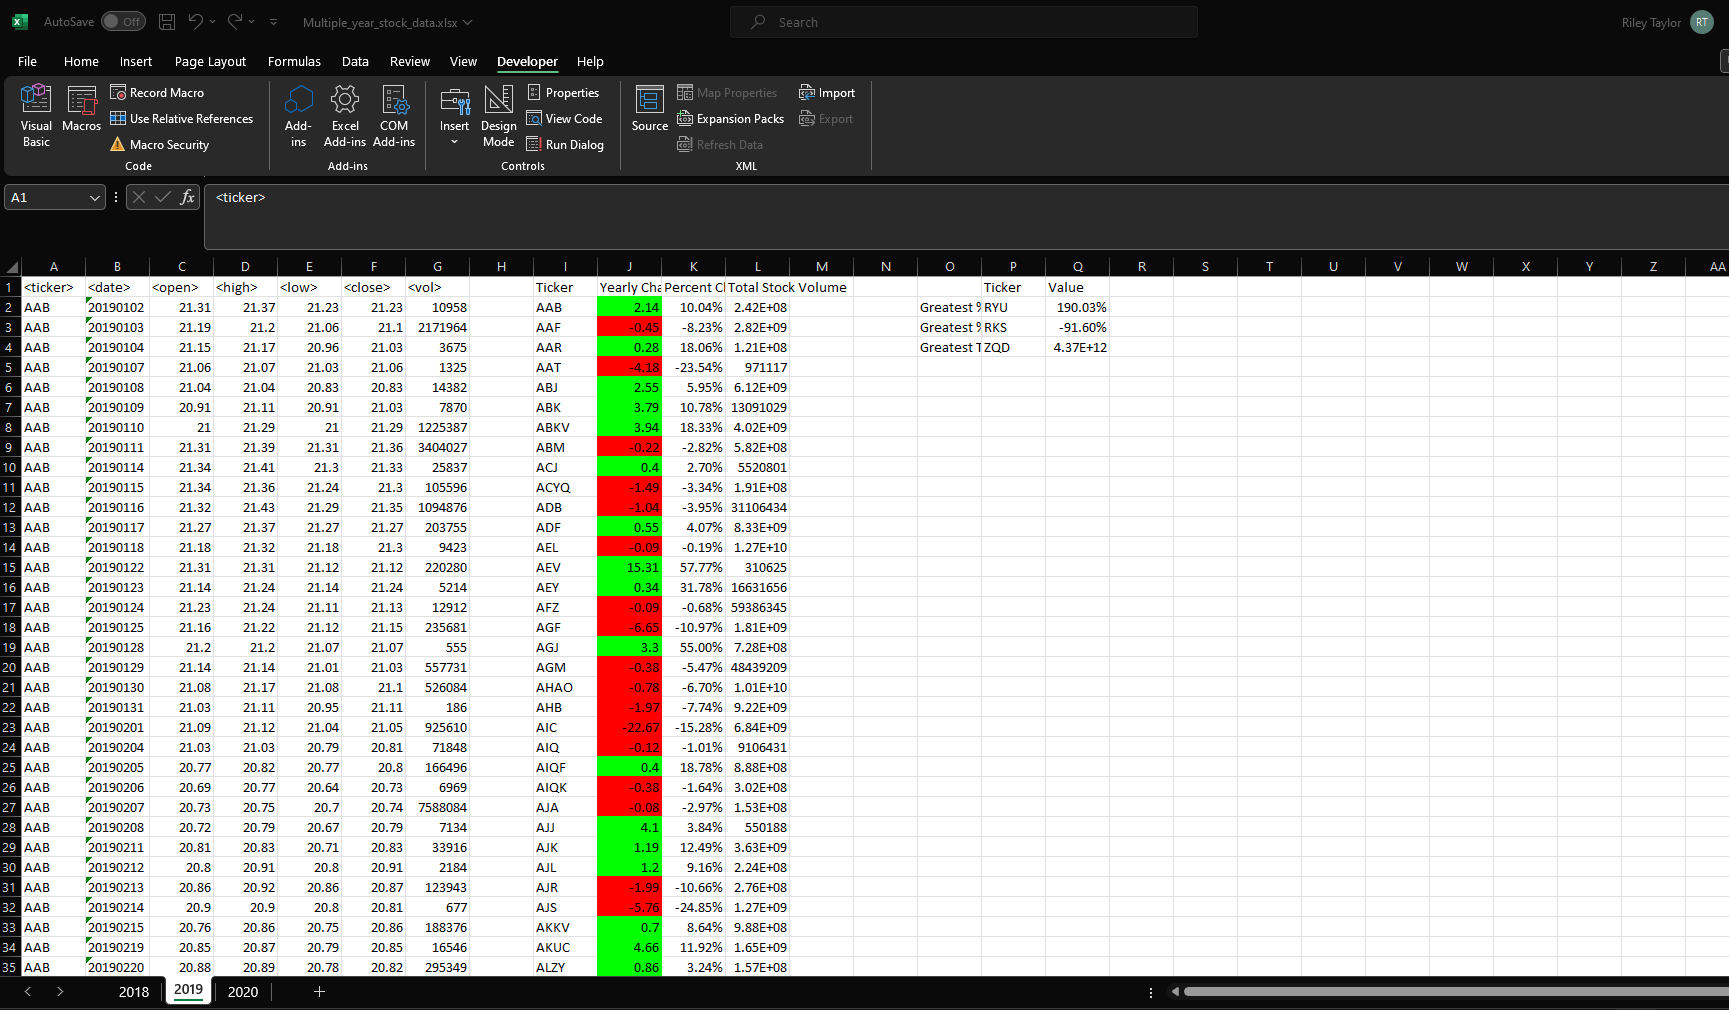 AutoSave Off Multiple_year_stock_data.xlsx Search Riley Taylor RT
File Home Insert Page Layout Formulas Data Review View Developer Help
Visual Basic Macros Record Macro Use Relative References Macro Security Code
Add-ins Excel Add-ins COM Add-ins Add-ins
Insert Design Mode Properties View Code Run Dialog Controls
Source Map Properties Expansion Packs Refresh Data Import Export XML
A1 fx <ticker>
A B C D E F G H I J K L M N O P Q R S T U V W X Y Z AA
1 <ticker> <date> <open> <high> <low> <close> <vol> Ticker Yearly Cha Percent Cl Total Stock Volume Ticker Value
2 AAB 20190102 21.31 21.37 21.23 21.23 10958 AAB 2.14 10.04% 2.42E+08 Greatest % RYU 190.03%
3 AAB 20190103 21.19 21.2 21.06 21.1 2171964 AAF -0.45 -8.23% 2.82E+09 Greatest % RKS -91.60%
4 AAB 20190104 21.15 21.17 20.96 21.03 3675 AAR 0.28 18.06% 1.21E+08 Greatest T ZQD 4.37E+12
5 AAB 20190107 21.06 21.07 21.03 21.06 1325 AAT -4.18 -23.54% 971117
6 AAB 20190108 21.04 21.04 20.83 20.83 14382 ABJ 2.55 5.95% 6.12E+09
7 AAB 20190109 20.91 21.11 20.91 21.03 7870 ABK 3.79 10.78% 13091029
8 AAB 20190110 21 21.29 21 21.29 1225387 ABKV 3.94 18.33% 4.02E+09
9 AAB 20190111 21.31 21.39 21.31 21.36 3404027 ABM -0.22 -2.82% 5.82E+08
10 AAB 20190114 21.34 21.41 21.3 21.33 25837 ACJ 0.4 2.70% 5520801
11 AAB 20190115 21.34 21.36 21.24 21.3 105596 ACYQ -1.49 -3.34% 1.91E+08
12 AAB 20190116 21.32 21.43 21.29 21.35 1094876 ADB -1.04 -3.95% 31106434
13 AAB 20190117 21.27 21.37 21.27 21.27 203755 ADF 0.55 4.07% 8.33E+09
14 AAB 20190118 21.18 21.32 21.18 21.3 9423 AEL -0.09 -0.19% 1.27E+10
15 AAB 20190122 21.31 21.31 21.12 21.12 220280 AEV 15.31 57.77% 310625
16 AAB 20190123 21.14 21.24 21.14 21.24 5214 AEY 0.34 31.78% 16631656
17 AAB 20190124 21.23 21.24 21.11 21.13 12912 AFZ -0.09 -0.68% 59386345
18 AAB 20190125 21.16 21.22 21.12 21.15 235681 AGF -6.65 -10.97% 1.81E+09
19 AAB 20190128 21.2 21.2 21.07 21.07 555 AGJ 3.3 55.00% 7.28E+08
20 AAB 20190129 21.14 21.14 21.01 21.03 557731 AGM -0.38 -5.47% 48439209
21 AAB 20190130 21.08 21.17 21.08 21.1 526084 AHAO -0.78 -6.70% 1.01E+10
22 AAB 20190131 21.03 21.11 20.95 21.11 186 AHB -1.97 -7.74% 9.22E+09
23 AAB 20190201 21.09 21.12 21.04 21.05 925610 AIC -22.67 -15.28% 6.84E+09
24 AAB 20190204 21.03 21.03 20.79 20.81 71848 AIQ -0.12 -1.01% 9106431
25 AAB 20190205 20.77 20.82 20.77 20.8 166496 AIQF 0.4 18.78% 8.88E+08
26 AAB 20190206 20.69 20.77 20.64 20.73 6969 AIQK -0.38 -1.64% 3.02E+08
27 AAB 20190207 20.73 20.75 20.7 20.74 7588084 AJA -0.08 -2.97% 1.53E+08
28 AAB 20190208 20.72 20.79 20.67 20.79 7134 AJJ 4.1 3.84% 550188
29 AAB 20190211 20.81 20.83 20.71 20.83 33916 AJK 1.19 12.49% 3.63E+09
30 AAB 20190212 20.8 20.91 20.8 20.91 2184 AJL 1.2 9.16% 2.24E+08
31 AAB 20190213 20.86 20.92 20.86 20.87 123943 AJR -1.99 -10.66% 2.76E+08
32 AAB 20190214 20.9 20.9 20.8 20.81 677 AJS -5.76 -24.85% 1.27E+09
33 AAB 20190215 20.76 20.86 20.75 20.86 188376 AKKV 0.7 8.64% 9.88E+08
34 AAB 20190219 20.85 20.87 20.79 20.85 16546 AKUC 4.66 11.92% 1.65E+09
35 AAB 20190220 20.88 20.89 20.78 20.82 295349 ALZY 0.86 3.24% 1.57E+08
2018 2019 2020